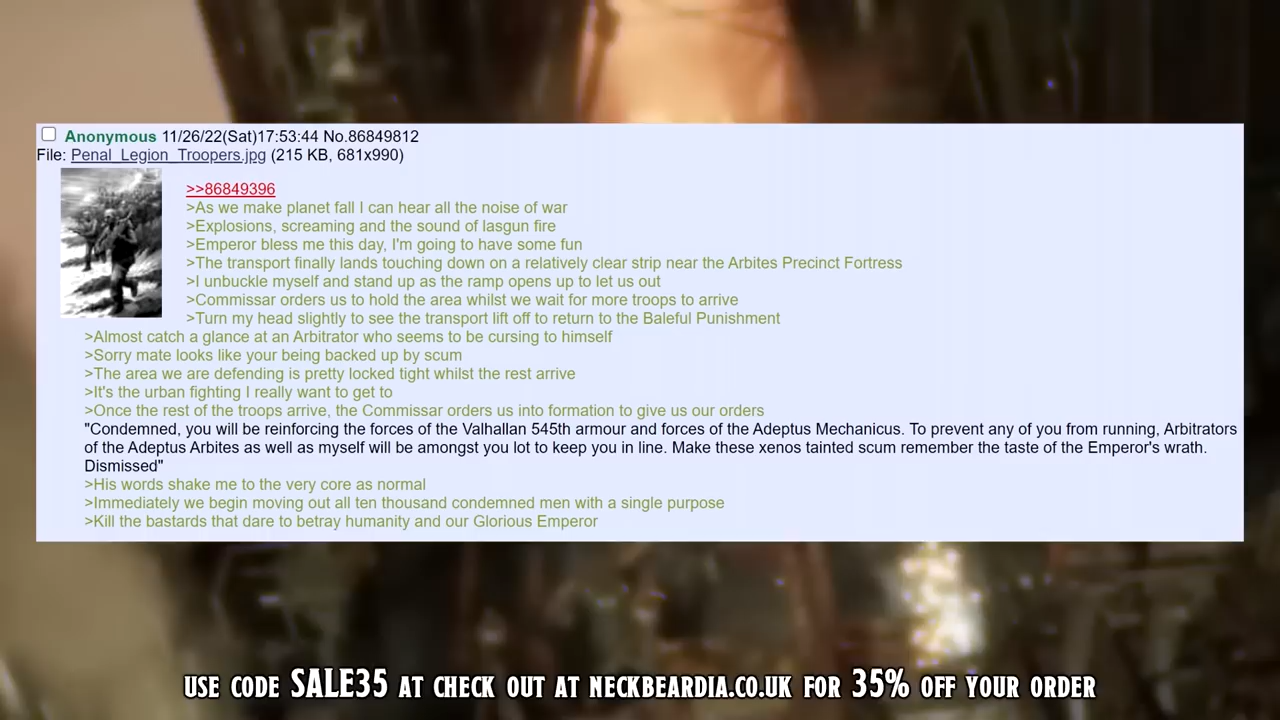 Anonymous 11/26/22(Sat)17:53:44 No.86849812
File: Penal_Legion_Troopers.jpg (215 KB, 681x990)
>>86849396
>As we make planet fall I can hear all the noise of war
>Explosions, screaming and the sound of lasgun fire
>Emperor bless me this day, I'm going to have some fun
>The transport finally lands touching down on a relatively clear strip near the Arbites Precinct Fortress
>I unbuckle myself and stand up as the ramp opens up to let us out
>Commissar orders us to hold the area whilst we wait for more troops to arrive
>Turn my head slightly to see the transport lift off to return to the Baleful Punishment
>Almost catch a glance at an Arbitrator who seems to be cursing to himself
>Sorry mate looks like your being backed up by scum
>The area we are defending is pretty locked tight whilst the rest arrive
>It's the urban fighting I really want to get to
>Once the rest of the troops arrive, the Commissar orders us into formation to give us our orders
"Condemned, you will be reinforcing the forces of the Valhallan 545th armour and forces of the Adeptus Mechanicus. To prevent any of you from running, Arbitrators
of the Adeptus Arbites as well as myself will be amongst you lot to keep you in line. Make these xenos tainted scum remember the taste of the Emperor's wrath.
Dismissed"
>His words shake me to the very core as normal
>Immediately we begin moving out all ten thousand condemned men with a single purpose
>Kill the bastards that dare to betray humanity and our Glorious Emperor
USE CODE SALE35 AT CHECK OUT AT NECKBEARDIA.CO.UK FOR 35% OFF YOUR ORDER